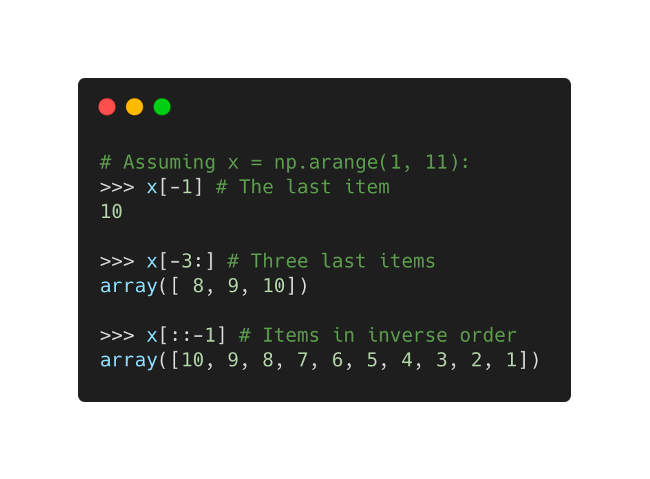 # Assuming x = np.arange(1, 11):
>>> x[-1] # The last item
10
>>> x[-3:] # Three last items
array([ 8, 9, 10])
>>> x[::-1] # Items in inverse order
array([10, 9, 8, 7, 6, 5, 4, 3, 2, 1])